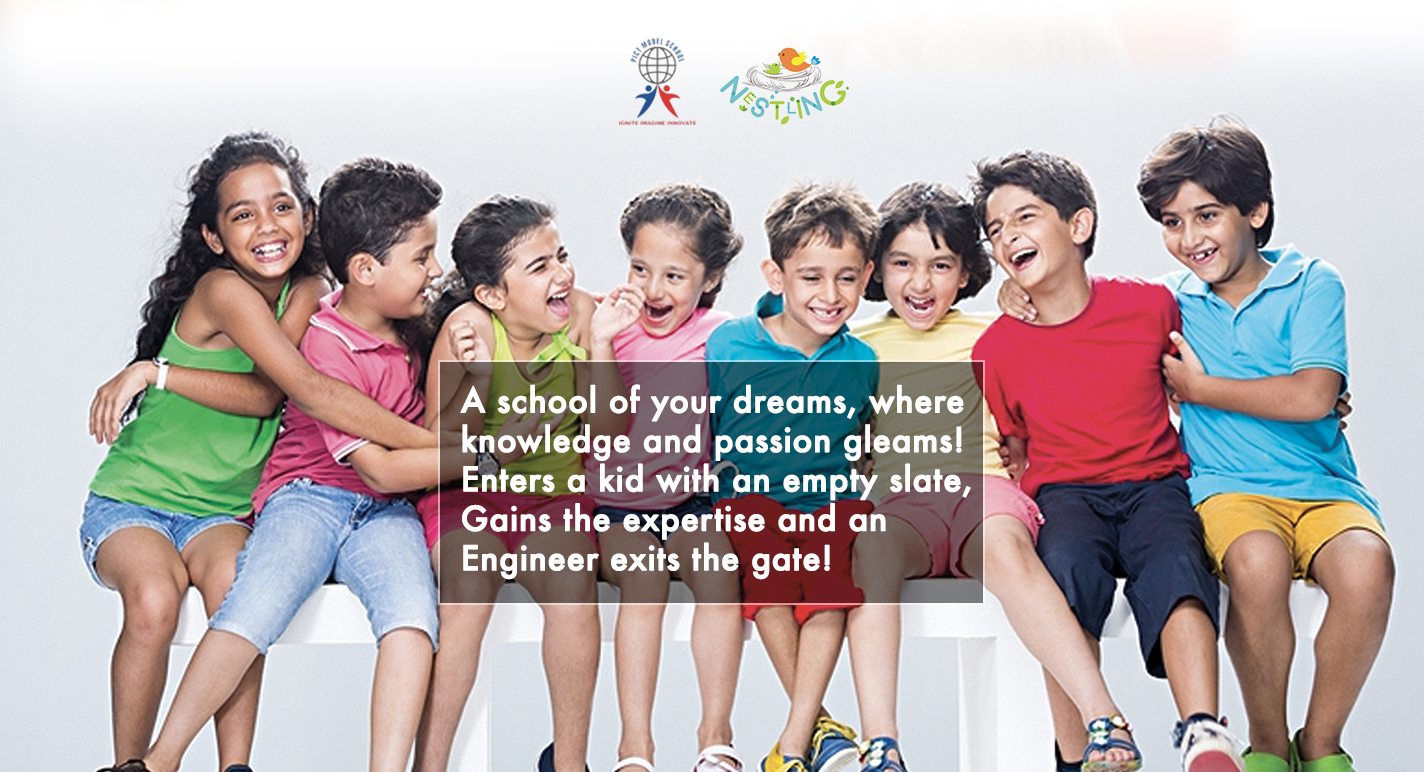 PICT MODEL SCHOOL
IGNITE IMAGINE INNOVATE
NESTLING
A school of your dreams, where
knowledge and passion gleams!
Enters a kid with an empty slate,
Gains the expertise and an
Engineer exits the gate!